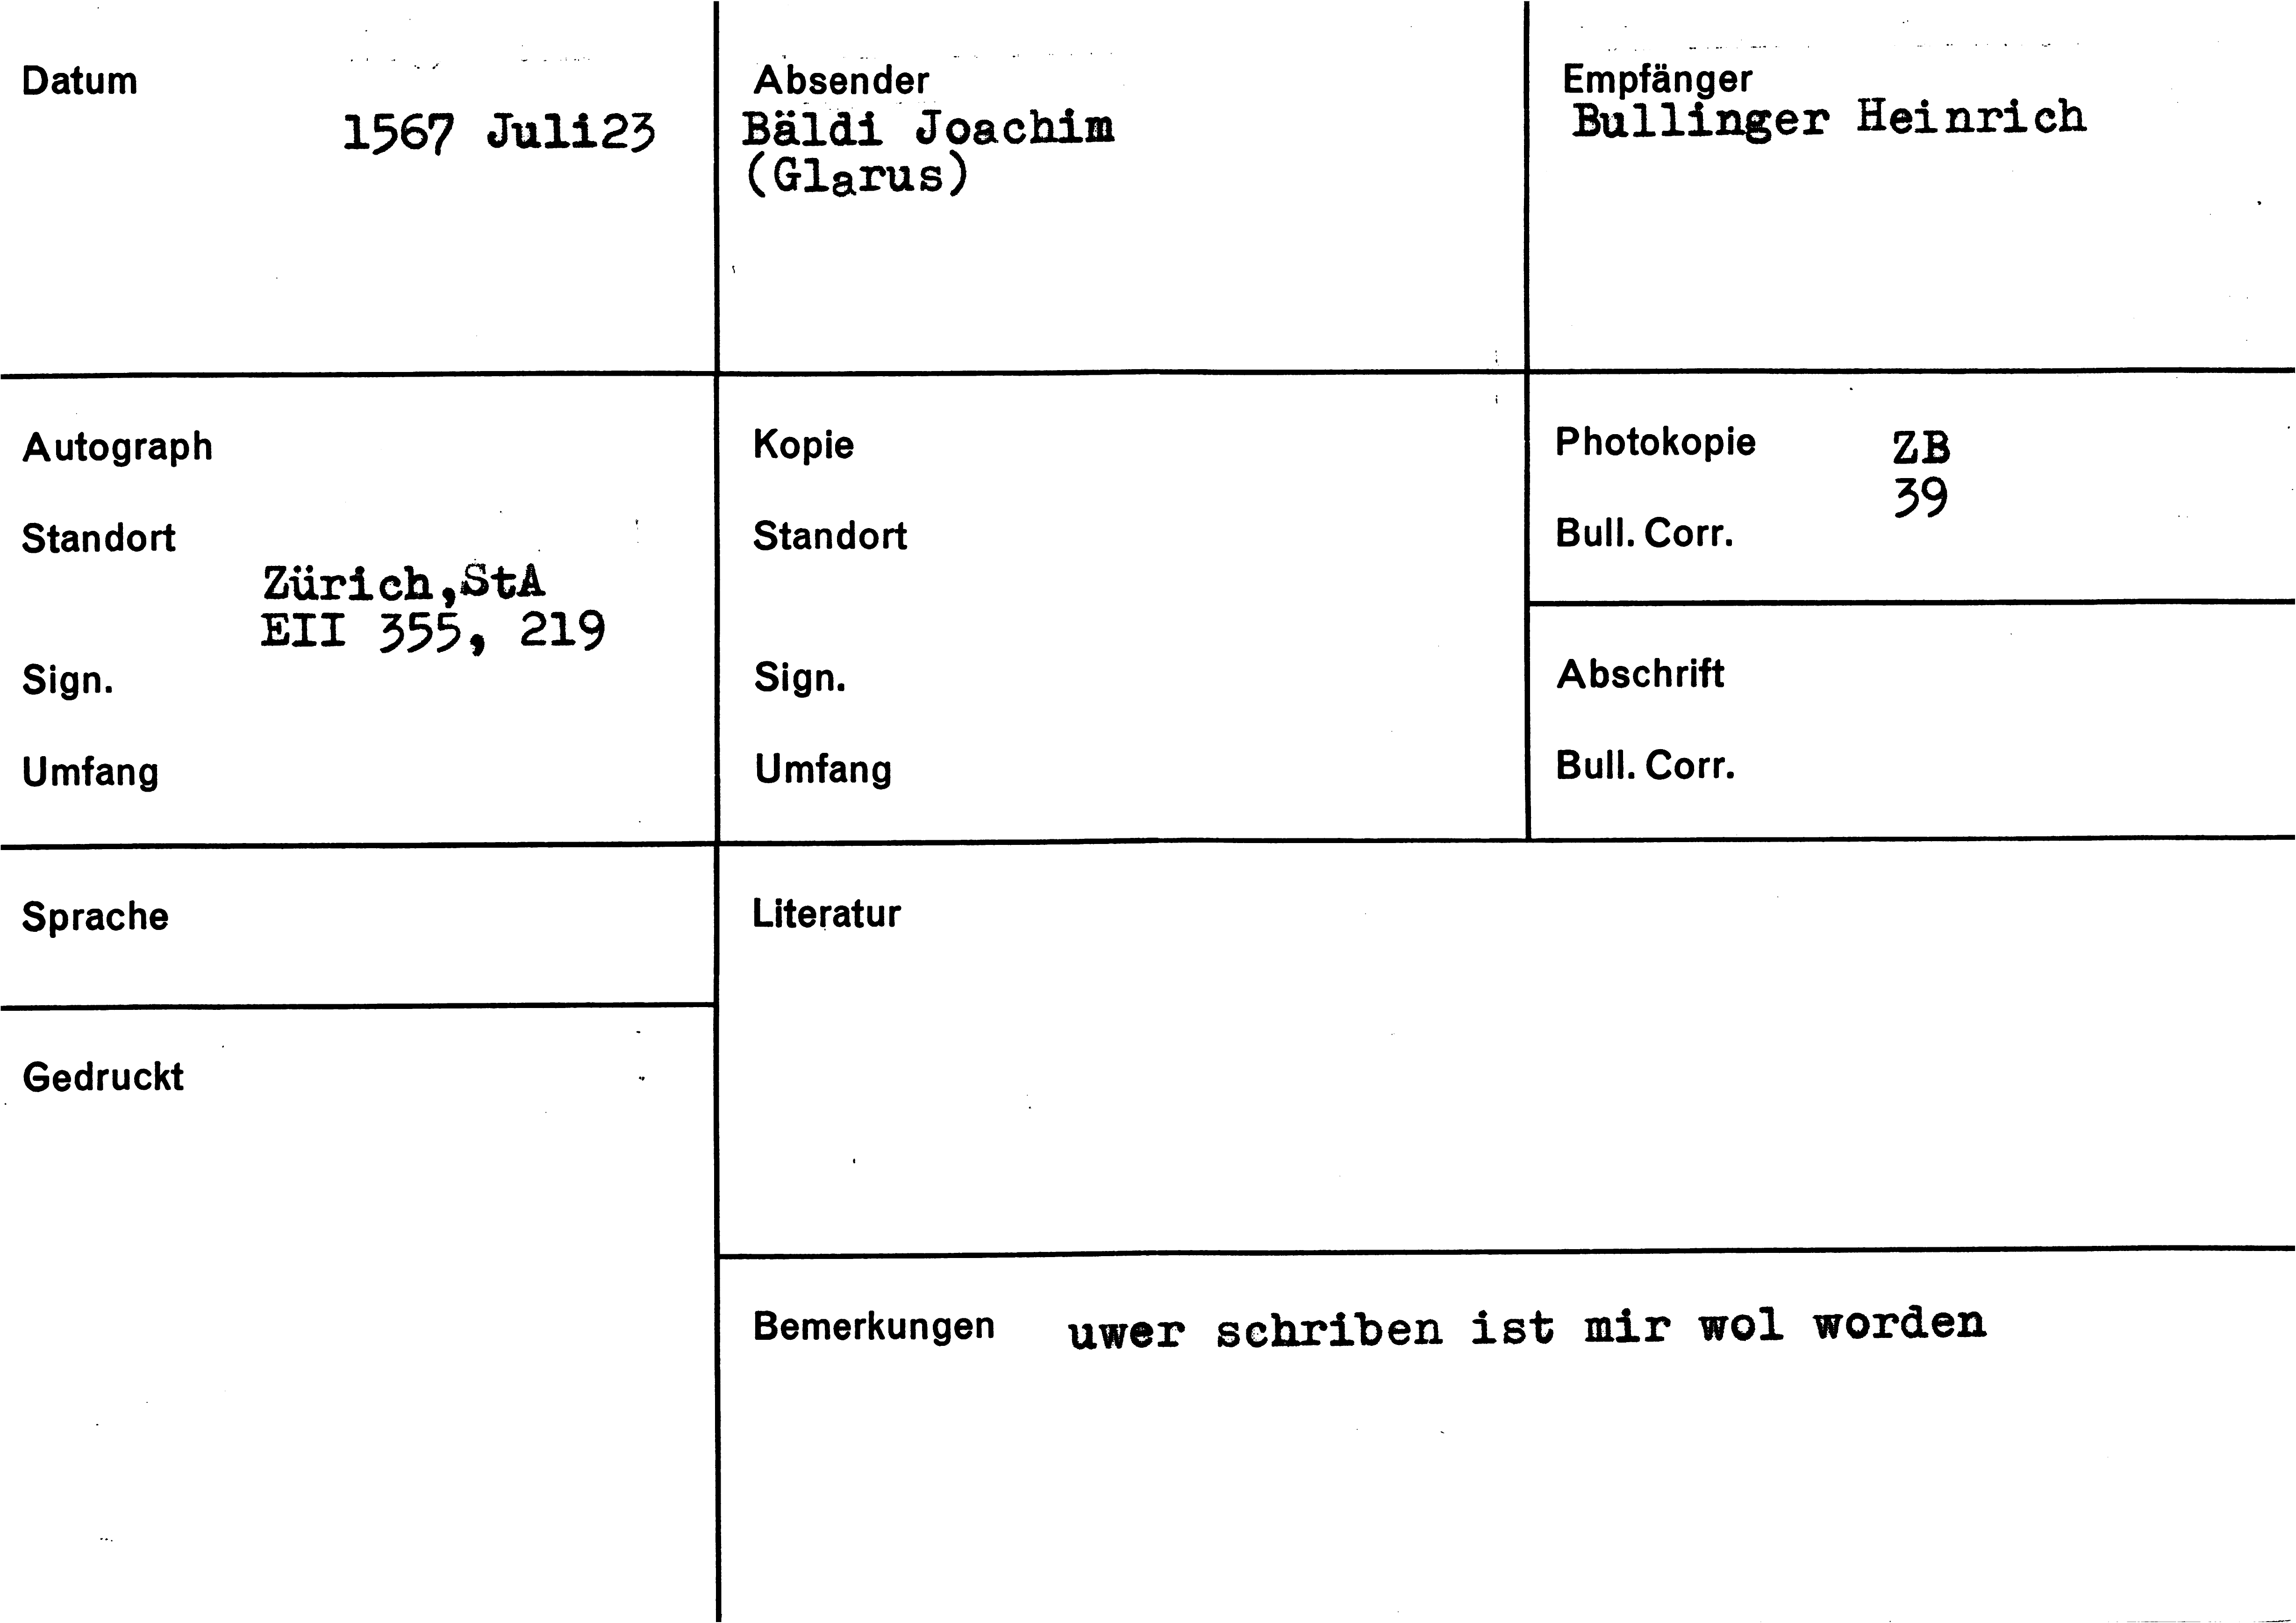 Datum
1567 Juli23
Absender
Bäldi Joachim
(Glarus)
Empfänger
Bullinger Heinrich
Autograph
Standort
Zürich,StA
EII 355, 219
Sign.
Umfang
Kopie
Standort
Sign.
Umfang
Photokopie ZB
39
Bull. Corr.
Abschrift
Bull. Corr.
Sprache
Literatur
Gedruckt
Bemerkungen uwer schriben ist mir wol worden